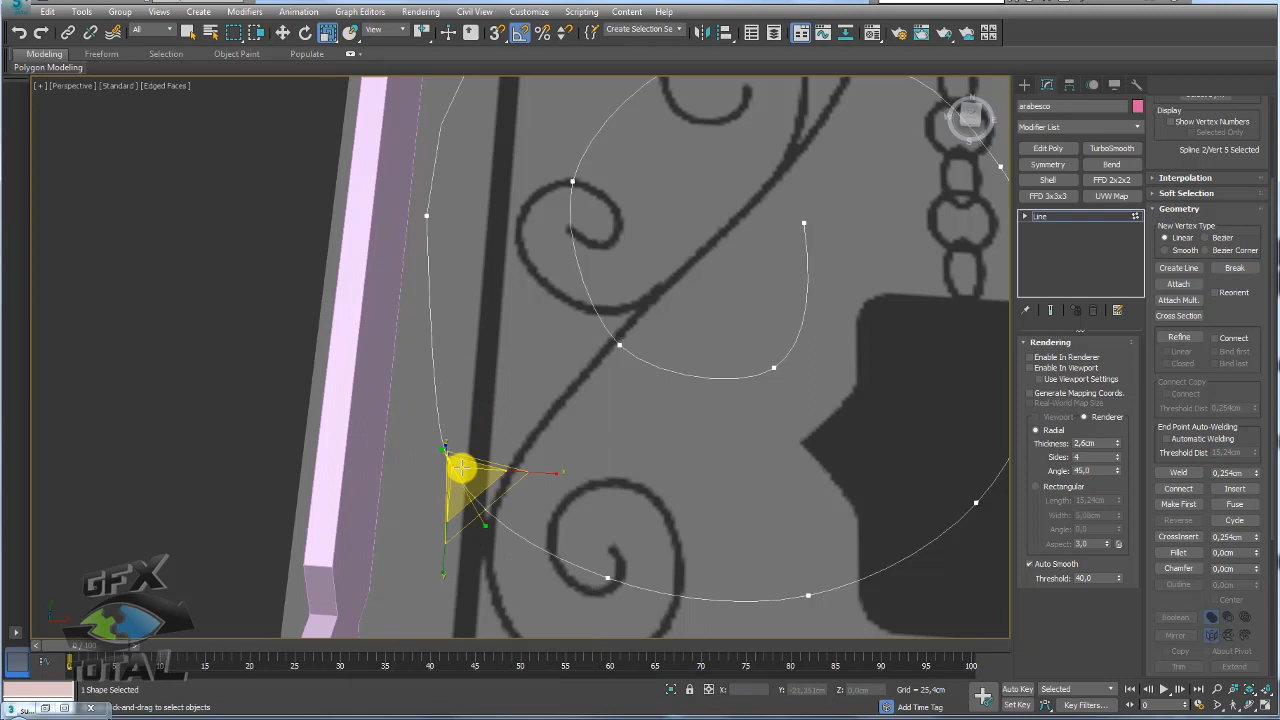 Edit Tools Group Views Create Modifiers Animation Graph Editors Rendering Civil View Customize Scripting Content Help
All View 3 Create Selection Se
Modeling Freeform Selection Object Paint Populate
Polygon Modeling
[+] [Perspective] [Standard] [Edged Faces]
N
W
S
z
x
y
arabesco
Modifier List
Edit Poly TurboSmooth
Symmetry Bend
Shell FFD 2x2x2
FFD 3x3x3 UVW Map
Line
Rendering
Enable In Renderer
Enable In Viewport
Use Viewport Settings
Generate Mapping Coords.
Real-World Map Size
Viewport Renderer
Radial
Thickness: 2,6cm
Sides: 4
Angle: 45,0
Rectangular
Length: 15,24cm
Width: 5,08cm
Angle: 0,0
Aspect: 3,0
Auto Smooth
Threshold: 40,0
Display
Show Vertex Numbers
Selected Only
Spline 2/Vert 5 Selected
Interpolation
Soft Selection
Geometry
New Vertex Type
Linear Bezier
Smooth Bezier Corner
Create Line Break
Attach
Reorient
Attach Mult.
Cross Section
Refine Connect
Linear Bind first
Closed Bind last
Connect Copy
Connect
Threshold Dist 0,254cm
End Point Auto-Welding
Automatic Welding
Threshold Dist 15,24cm
Weld 0,254cm
Connect Insert
Make First Fuse
Reverse Cycle
CrossInsert 0,254cm
Fillet 0,0cm
Chamfer 0,0cm
Outline 0,0cm
Center
Boolean
Mirror
Copy About Pivot
Trim Extend
GFX
TOTAL
0 / 100
15 20 25 30 35 40 45 50 55 60 65 70 75 80 85 90 95 100
1 Shape Selected X: Y: -21,351cm Z: 0,0cm Grid = 25,4cm Auto Key Selected
ck-and-drag to select objects Add Time Tag Set Key Key Filters... 0
3 Su...